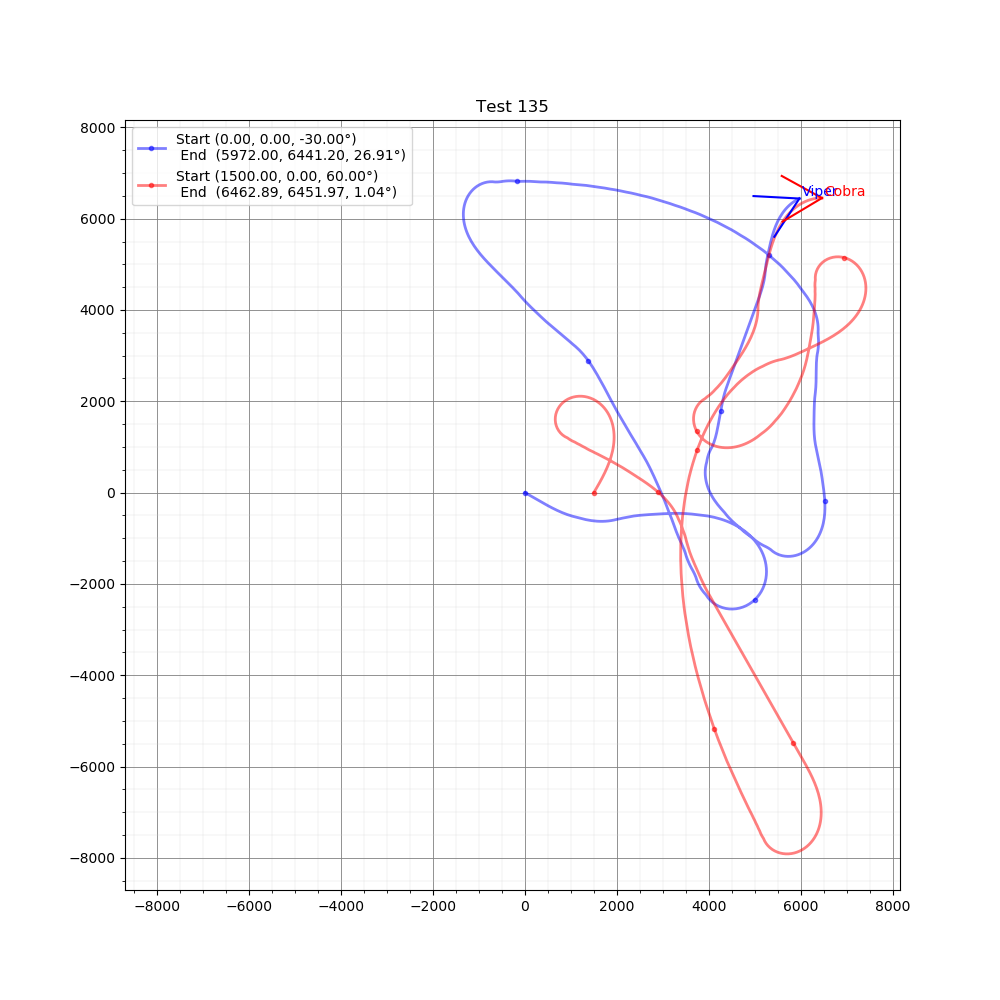 Test 135
Start (0.00, 0.00, -30.00°)
End (5972.00, 6441.20, 26.91°)
Start (1500.00, 0.00, 60.00°)
End (6462.89, 6451.97, 1.04°)
Viper
Cobra
8000
6000
4000
2000
0
−2000
−4000
−6000
−8000
−8000 −6000 −4000 −2000 0 2000 4000 6000 8000